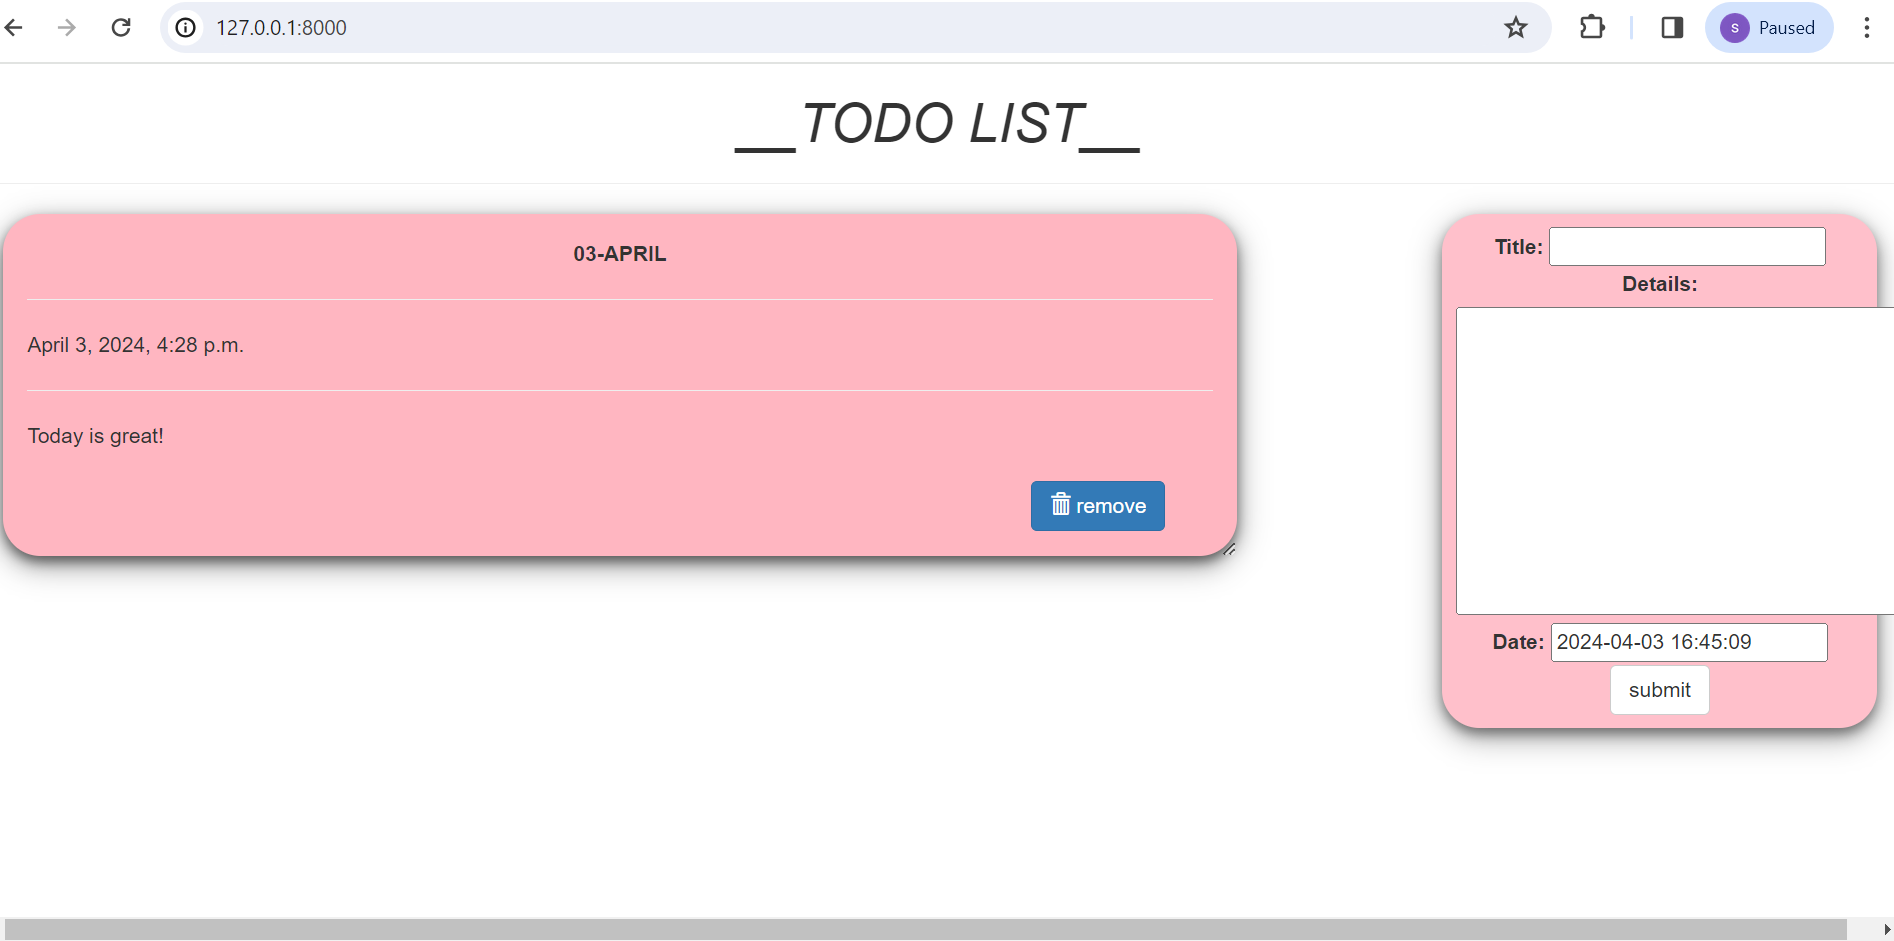 127.0.0.1:8000
S Paused
__TODO LIST__
03-APRIL
April 3, 2024, 4:28 p.m.
Today is great!
remove
Title:
Details:
Date: 2024-04-03 16:45:09
submit